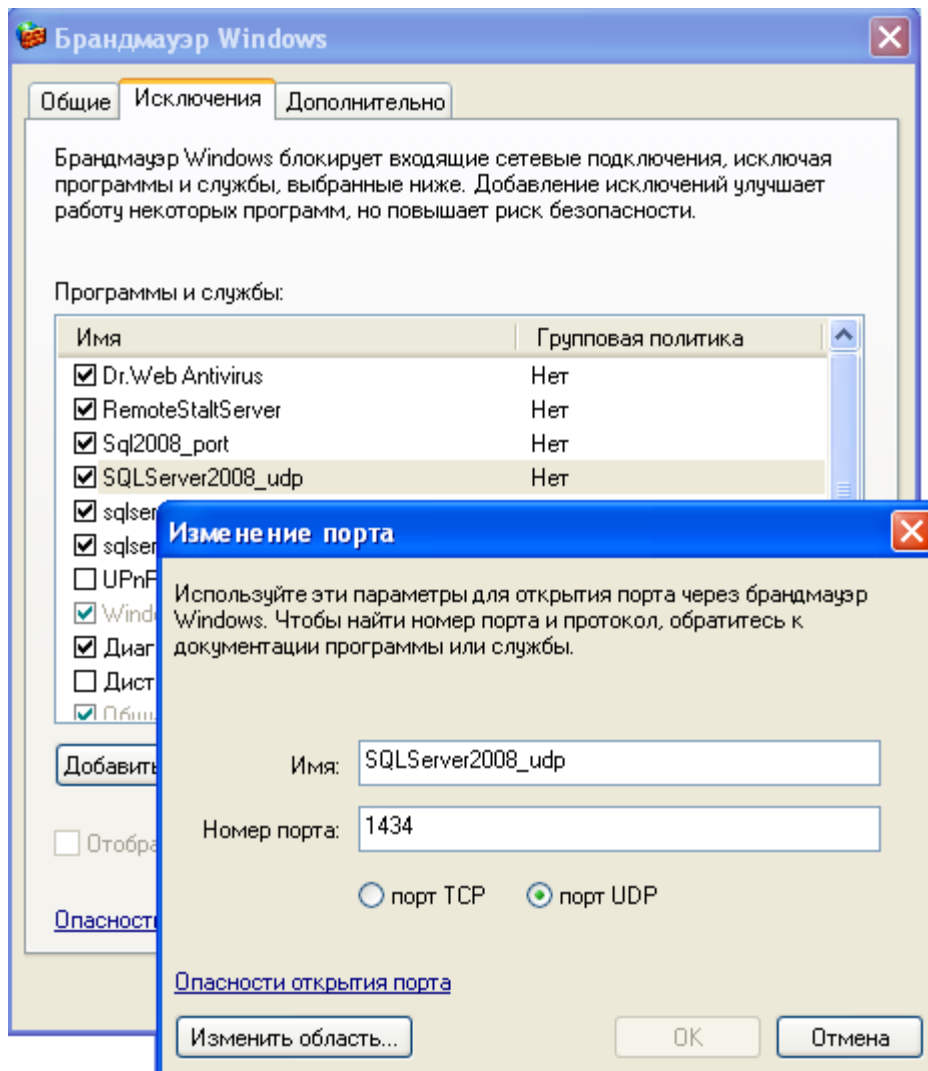 Брандмауэр Windows
Общие Исключения Дополнительно
Брандмауэр Windows блокирует входящие сетевые подключения, исключая
программы и службы, выбранные ниже. Добавление исключений улучшает
работу некоторых программ, но повышает риск безопасности.
Программы и службы:
Имя Групповая политика
Dr.Web Antivirus Нет
RemoteStaltServer Нет
Sql2008_port Нет
SQLServer2008_udp Нет
Изменение порта
Используйте эти параметры для открытия порта через брандмауэр
Windows. Чтобы найти номер порта и протокол, обратитесь к
документации программы или службы.
Имя: SQLServer2008_udp
Номер порта: 1434
порт TCP порт UDP
Опасности открытия порта
Изменить область... OK Отмена
Добавить